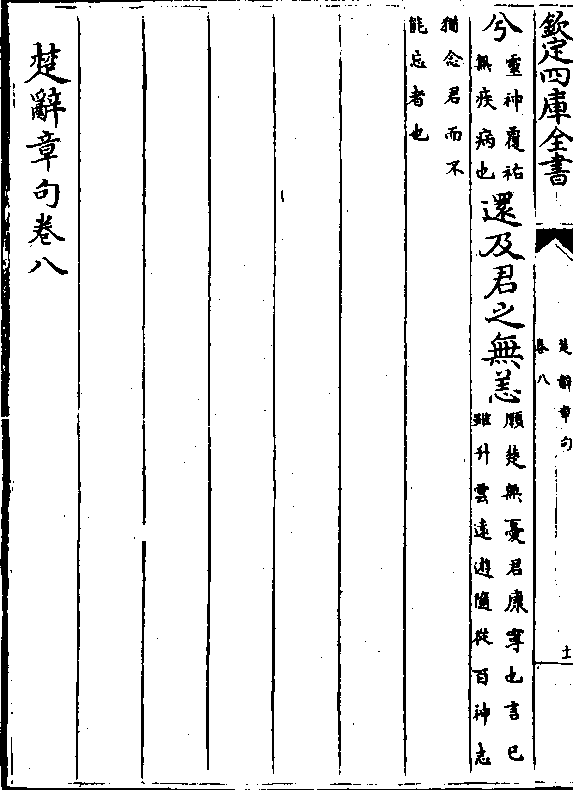 欽定四庫全書
楚辭章句
卷八
士
兮
靈神覆祐
無疾病也
還及君之無恙
願楚無憂君康寧也言已
雖升雲遠遊隨從百神志
猶念君而不
能忘者也
楚辭章句卷八